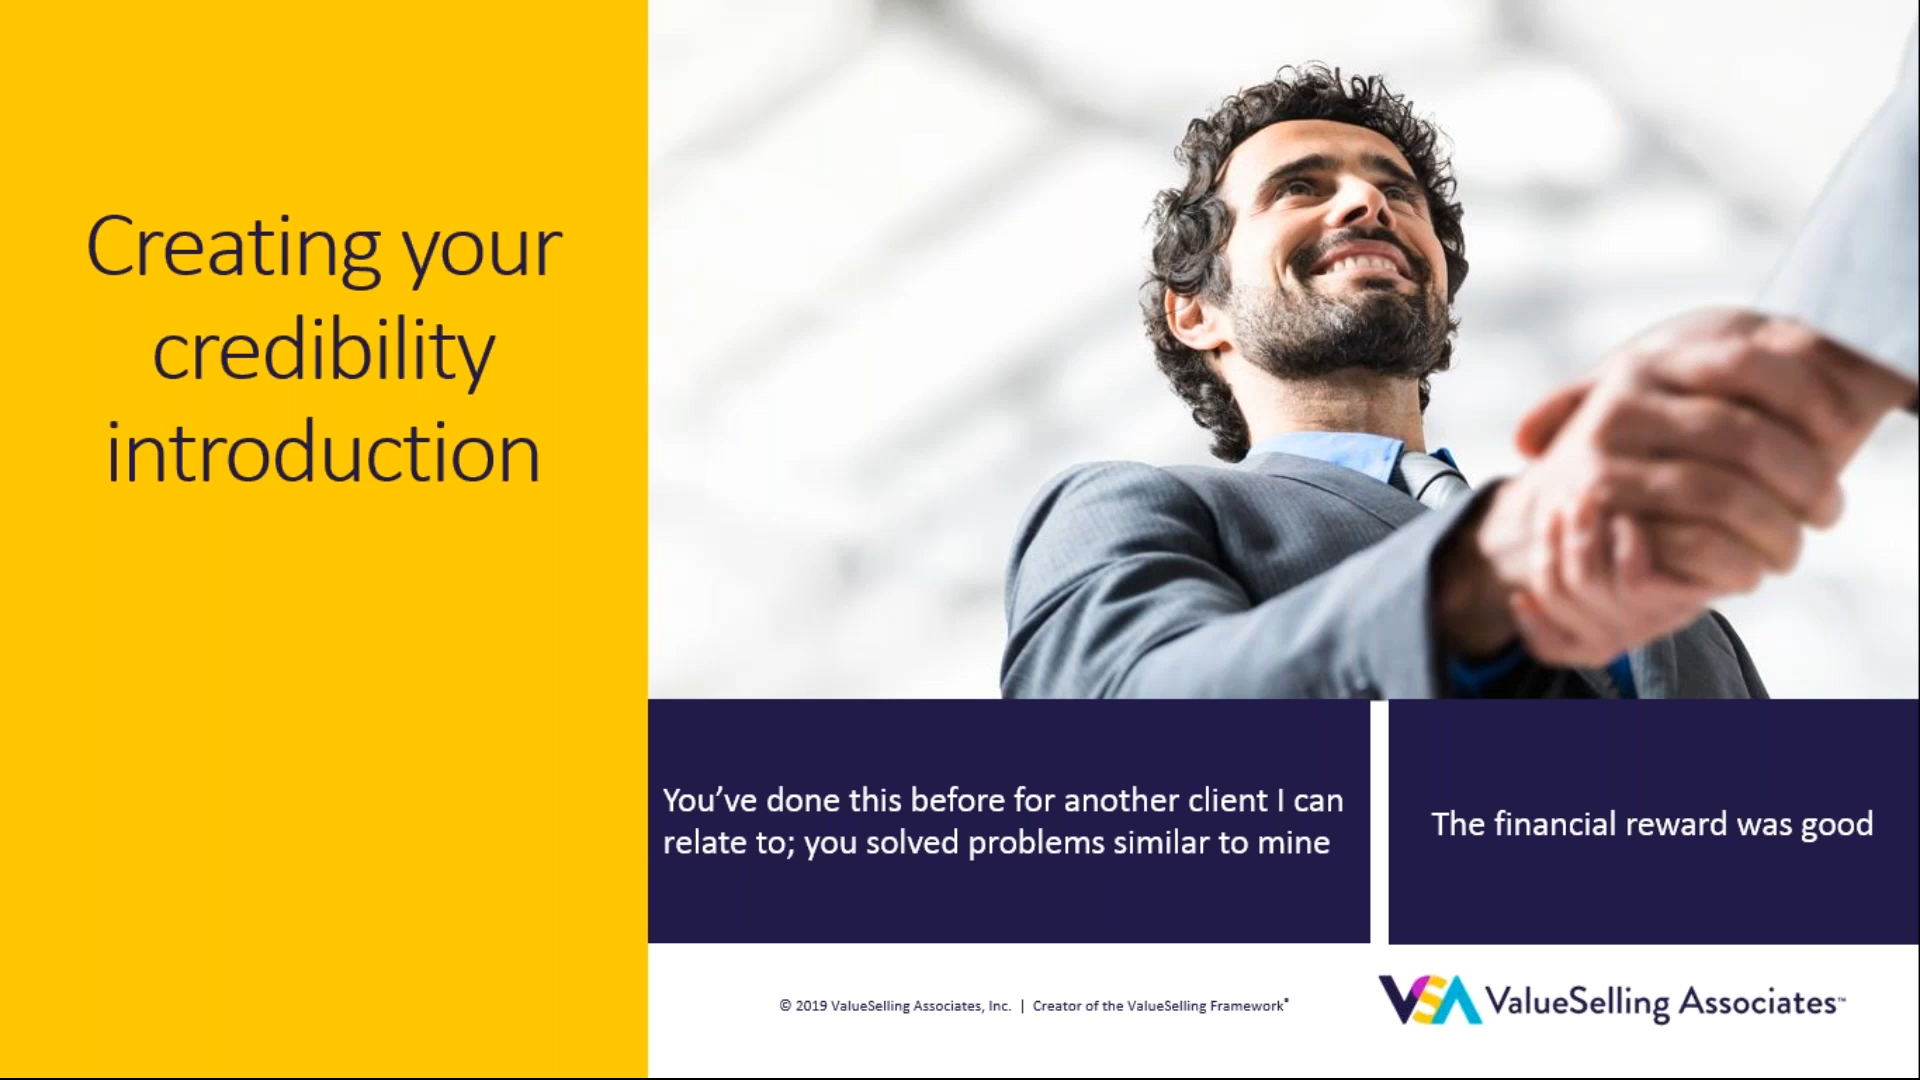 Creating your
credibility
introduction
You've done this before for another client I can
relate to; you solved problems similar to mine
The financial reward was good
© 2019 ValueSelling Associates, Inc. | Creator of the ValueSelling Framework®
VSA ValueSelling Associates™